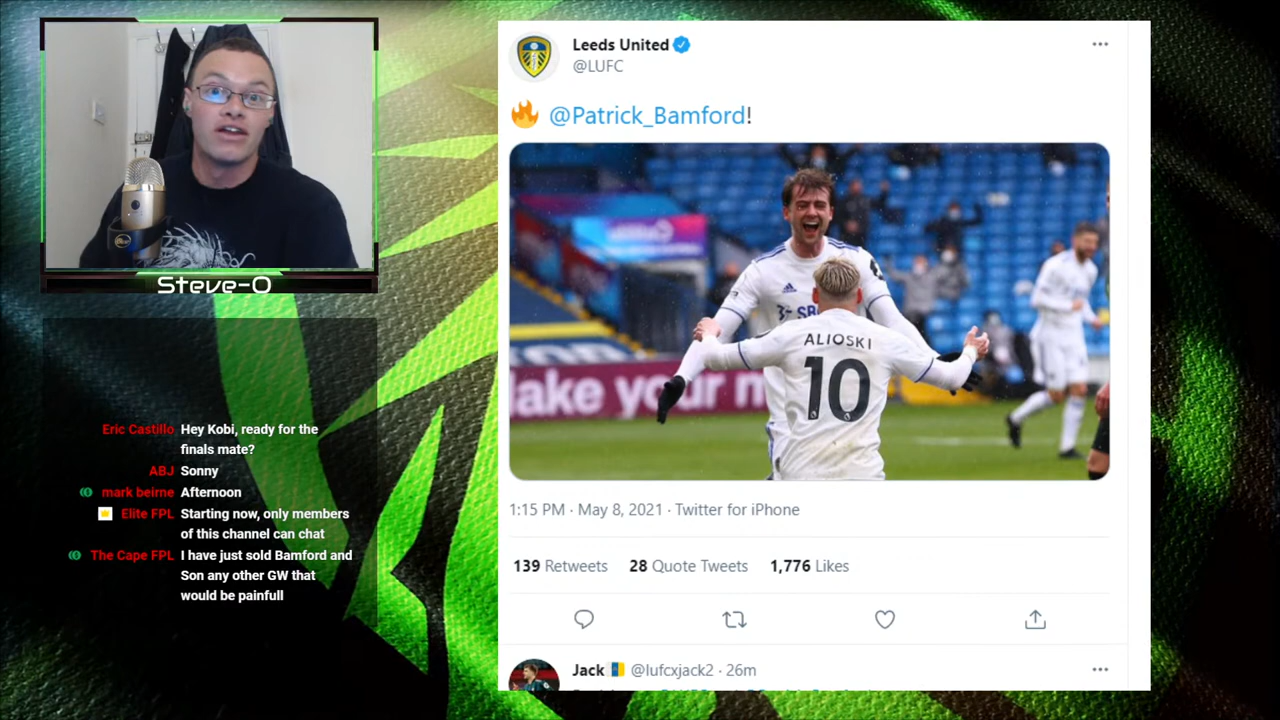 Steve-O
Eric Castillo Hey Kobi, ready for the
finals mate?
ABJ Sonny
mark beirne Afternoon
Elite FPL Starting now, only members
of this channel can chat
The Cape FPL I have just sold Bamford and
Son any other GW that
would be painfull
Leeds United
@LUFC
🔥 @Patrick_Bamford!
ake your m
ALIOSKI
10
1:15 PM · May 8, 2021 · Twitter for iPhone
139 Retweets 28 Quote Tweets 1,776 Likes
Jack @lufcxjack2 · 26m